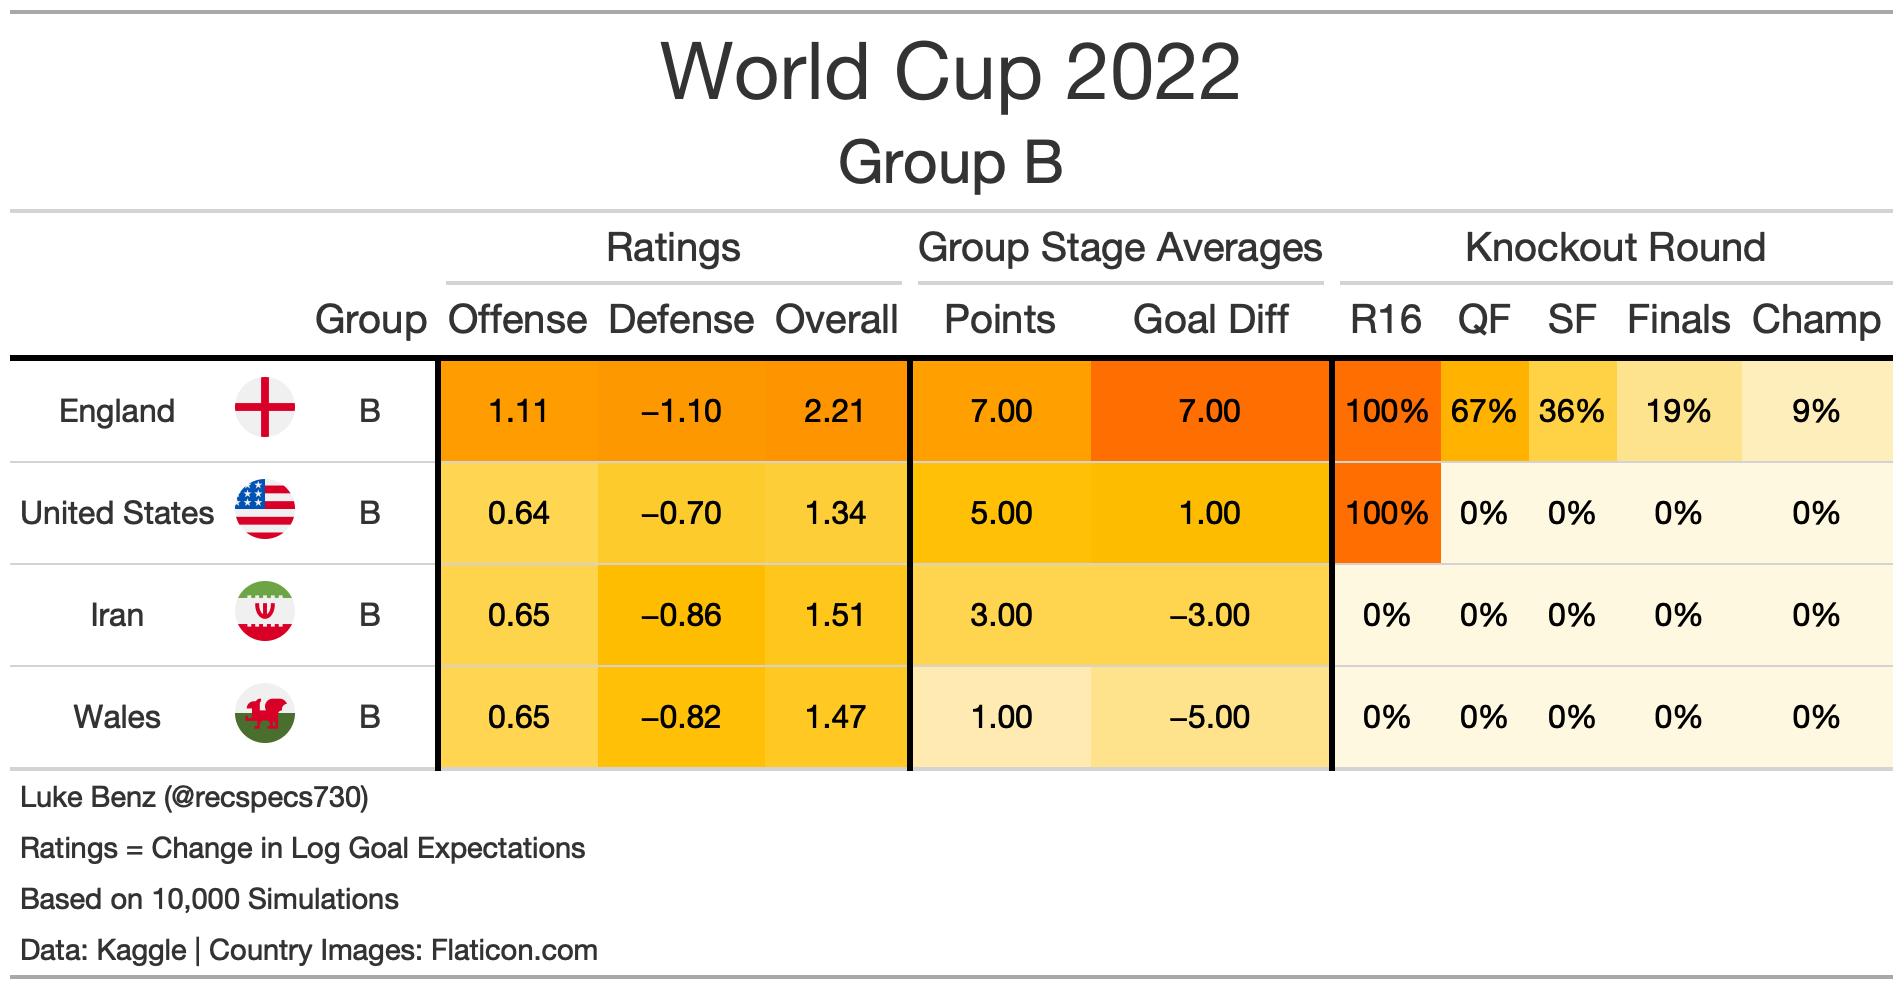 World Cup 2022
Group B
Ratings Group Stage Averages Knockout Round
Group Offense Defense Overall Points Goal Diff R16 QF SF Finals Champ
England B 1.11 −1.10 2.21 7.00 7.00 100% 67% 36% 19% 9%
United States B 0.64 −0.70 1.34 5.00 1.00 100% 0% 0% 0% 0%
Iran B 0.65 −0.86 1.51 3.00 −3.00 0% 0% 0% 0% 0%
Wales B 0.65 −0.82 1.47 1.00 −5.00 0% 0% 0% 0% 0%
Luke Benz (@recspecs730)
Ratings = Change in Log Goal Expectations
Based on 10,000 Simulations
Data: Kaggle | Country Images: Flaticon.com